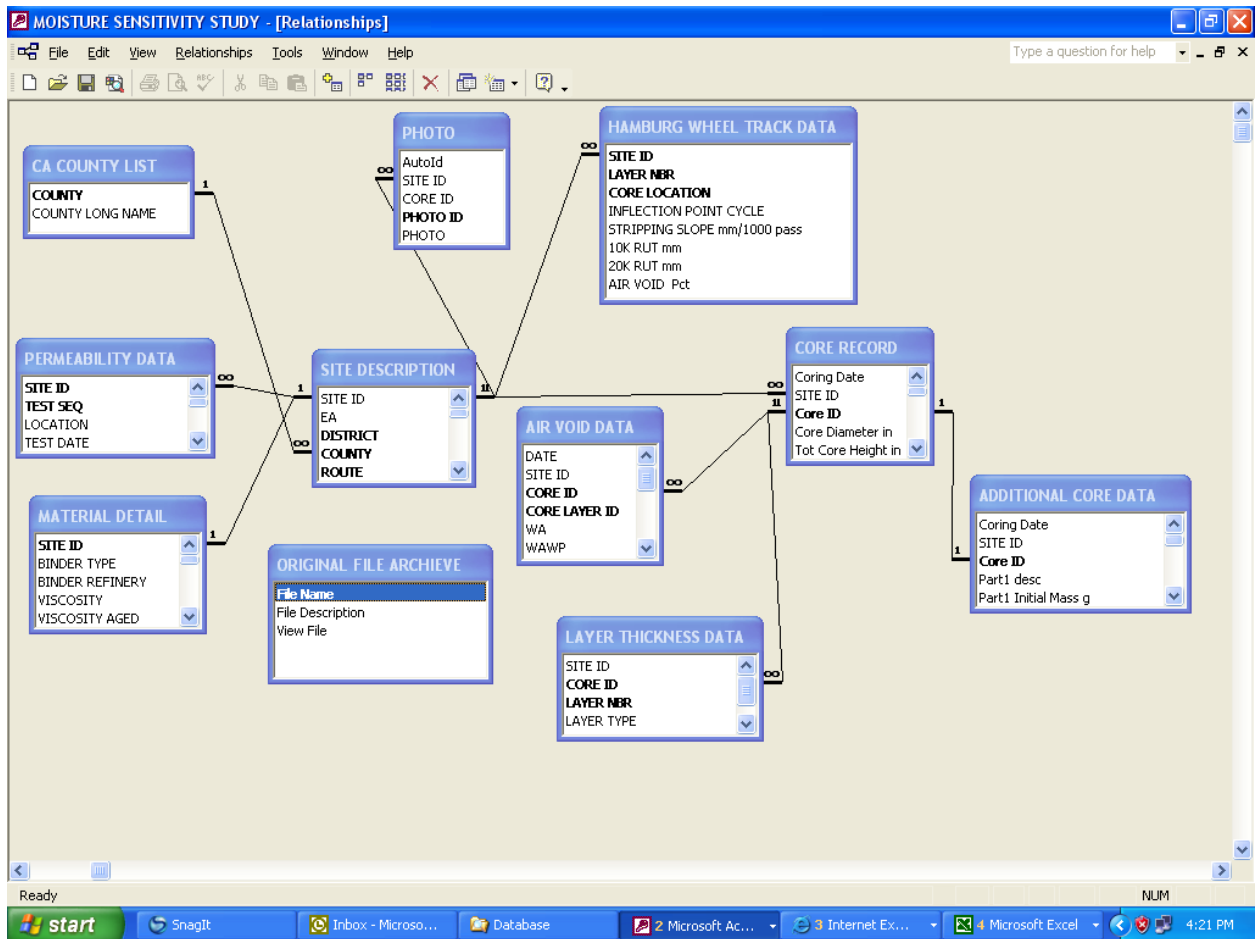 MOISTURE SENSITIVITY STUDY - [Relationships]
File Edit View Relationships Tools Window Help
Type a question for help
CA COUNTY LIST
COUNTY
COUNTY LONG NAME
PHOTO
AutoId
SITE ID
CORE ID
PHOTO ID
PHOTO
HAMBURG WHEEL TRACK DATA
SITE ID
LAYER NBR
CORE LOCATION
INFLECTION POINT CYCLE
STRIPPING SLOPE mm/1000 pass
10K RUT mm
20K RUT mm
AIR VOID Pct
1
∞
∞
PERMEABILITY DATA
SITE ID
TEST SEQ
LOCATION
TEST DATE
∞
SITE DESCRIPTION
SITE ID
EA
DISTRICT
COUNTY
ROUTE
1
∞
11
CORE RECORD
Coring Date
SITE ID
Core ID
Core Diameter in
Tot Core Height in
∞
11
1
AIR VOID DATA
DATE
SITE ID
CORE ID
CORE LAYER ID
WA
WAWP
∞
ADDITIONAL CORE DATA
Coring Date
SITE ID
Core ID
Part1 desc
Part1 Initial Mass g
1
MATERIAL DETAIL
SITE ID
BINDER TYPE
BINDER REFINERY
VISCOSITY
VISCOSITY AGED
1
ORIGINAL FILE ARCHIEVE
File Name
File Description
View File
LAYER THICKNESS DATA
SITE ID
CORE ID
LAYER NBR
LAYER TYPE
∞
Ready
NUM
start SnagIt Inbox - Microso... Database 2 Microsoft Ac... 3 Internet Ex... 4 Microsoft Excel 4:21 PM